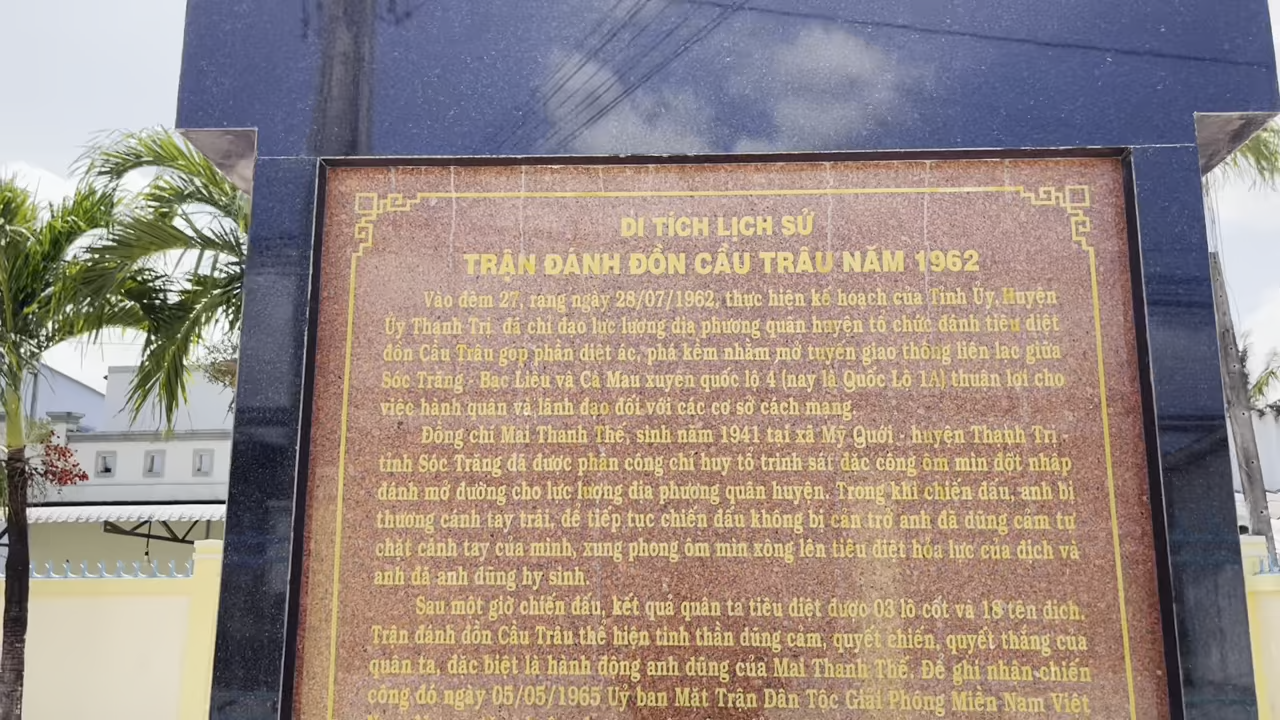 DI TÍCH LỊCH SỬ
TRẬN ĐÁNH ĐỒN CẦU TRÂU NĂM 1962
Vào đêm 27, rạng ngày 28/07/1962, thực hiện kế hoạch của Tỉnh Ủy, Huyện
Ủy Thạnh Trị đã chỉ đạo lực lượng địa phương quân huyện tổ chức đánh tiêu diệt
đồn Cầu Trâu góp phần diệt ác, phá kềm nhằm mở tuyến giao thông liên lạc giữa
Sóc Trăng - Bạc Liêu và Cà Mau xuyên quốc lộ 4 (nay là Quốc Lộ 1A) thuận lợi cho
việc hành quân và lãnh đạo đối với các cơ sở cách mạng.
Đồng chí Mai Thanh Thế, sinh năm 1941 tại xã Mỹ Quới - huyện Thạnh Trị -
tỉnh Sóc Trăng đã được phân công chỉ huy tổ trinh sát đặc công ôm mìn đột nhập
đánh mở đường cho lực lượng địa phương quân huyện. Trong khi chiến đấu, anh bị
thương cánh tay trái, để tiếp tục chiến đấu không bị cản trở anh đã dũng cảm tự
chặt cánh tay của mình, xung phong ôm mìn xông lên tiêu diệt hỏa lực của địch và
anh đã anh dũng hy sinh.
Sau một giờ chiến đấu, kết quả quân ta tiêu diệt được 03 lô cốt và 18 tên địch.
Trận đánh đồn Cầu Trâu thể hiện tinh thần dũng cảm, quyết chiến, quyết thắng của
quân ta, đặc biệt là hành động anh dũng của Mai Thanh Thế. Để ghi nhận chiến
công đó ngày 05/05/1965 Uỷ ban Mặt Trận Dân Tộc Giải Phóng Miền Nam Việt